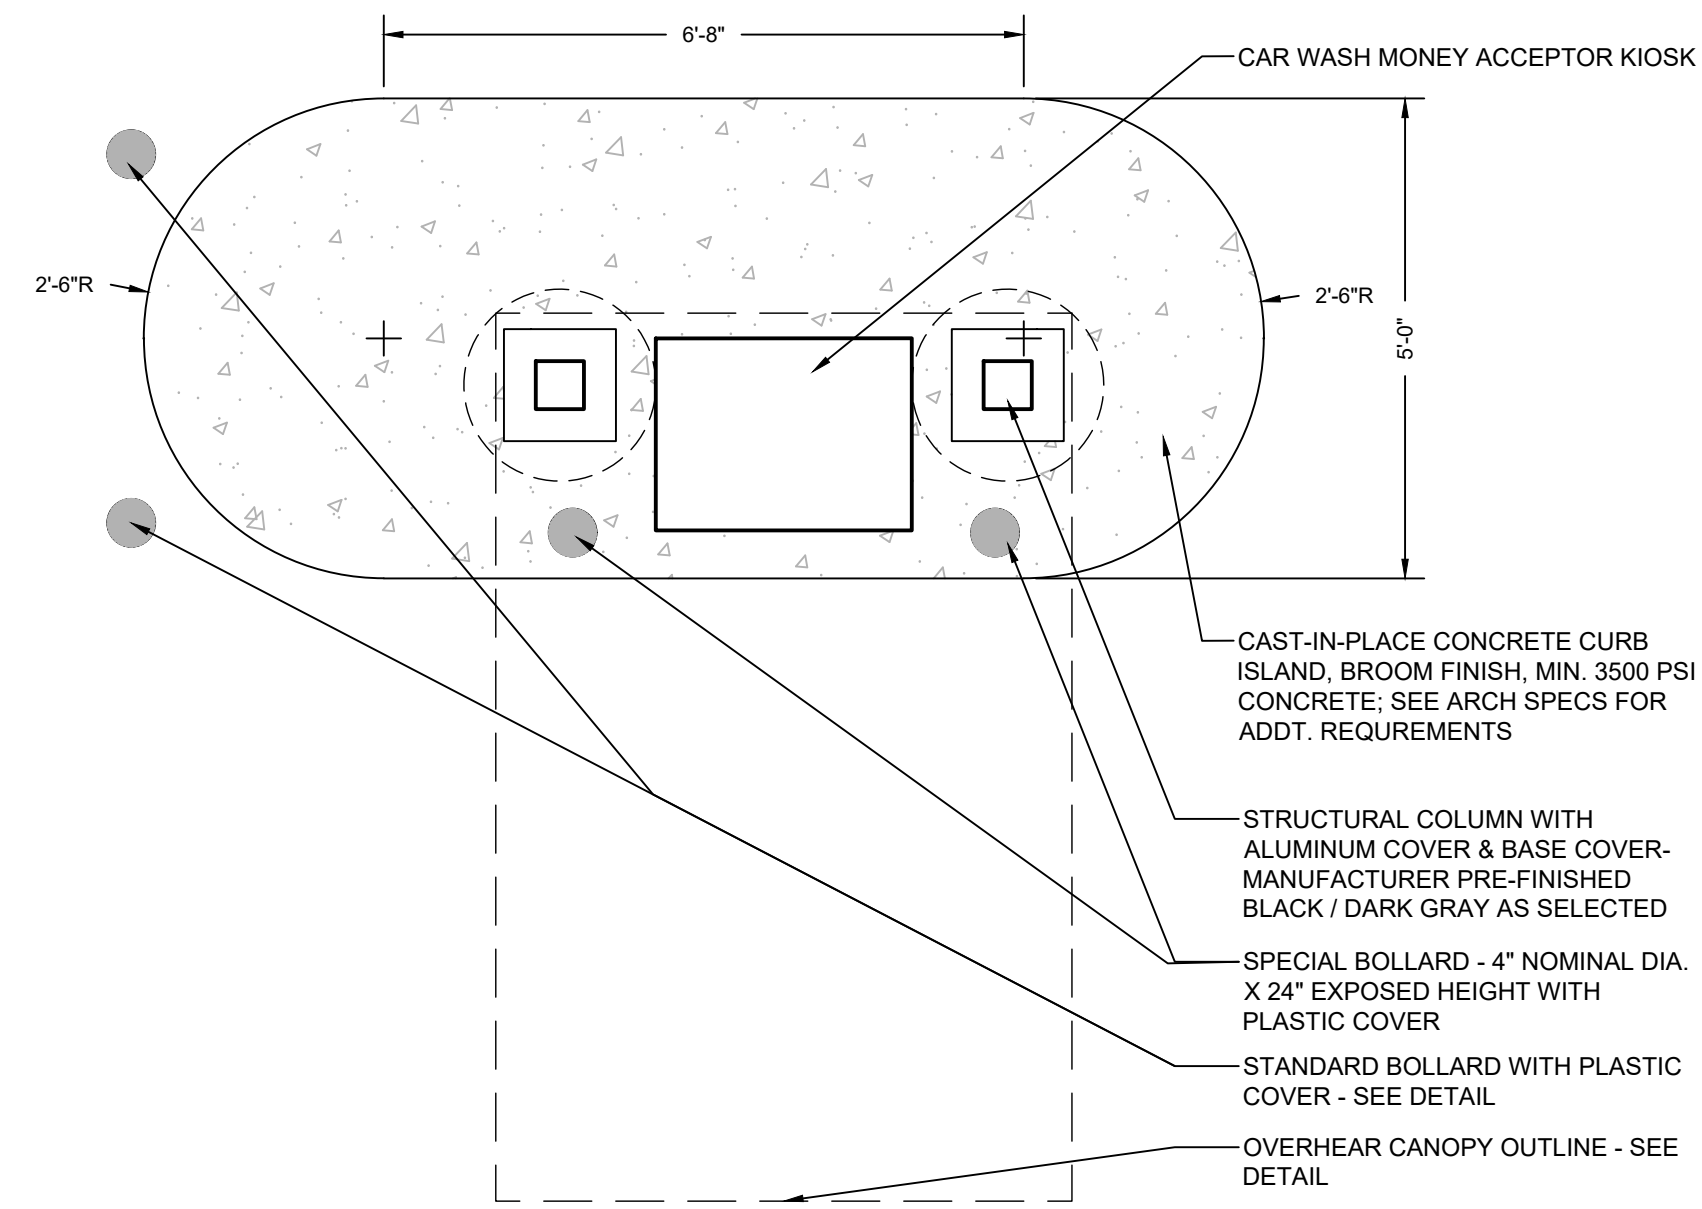 6'-8"
CAR WASH MONEY ACCEPTOR KIOSK
2'-6"R
2'-6"R
5'-0"
CAST-IN-PLACE CONCRETE CURB
ISLAND, BROOM FINISH, MIN. 3500 PSI
CONCRETE; SEE ARCH SPECS FOR
ADDT. REQUREMENTS
STRUCTURAL COLUMN WITH
ALUMINUM COVER & BASE COVER-
MANUFACTURER PRE-FINISHED
BLACK / DARK GRAY AS SELECTED
SPECIAL BOLLARD - 4" NOMINAL DIA.
X 24" EXPOSED HEIGHT WITH
PLASTIC COVER
STANDARD BOLLARD WITH PLASTIC
COVER - SEE DETAIL
OVERHEAR CANOPY OUTLINE - SEE
DETAIL